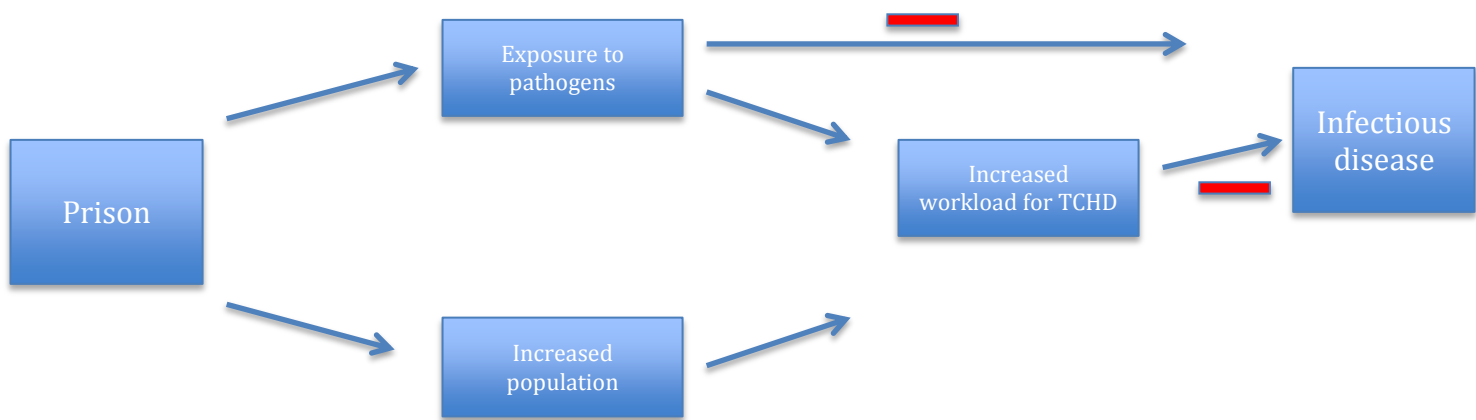 Exposure to
pathogens
Prison
Increased
workload for TCHD
Infectious
disease
Increased
population